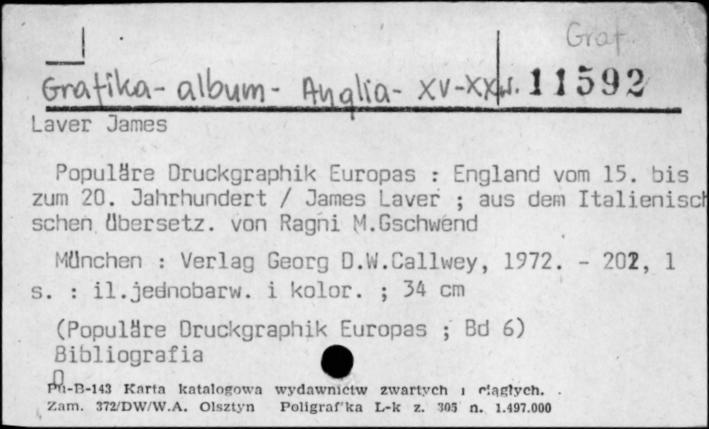 Graf.
Grafika- album- Anglia- XV-XX w. 11592
Laver James
Populäre Druckgraphik Europas : England vom 15. bis
zum 20. Jahrhundert / James Laver ; aus dem Italienisch
schen übersetz. von Ragni M.Gschwend
München : Verlag Georg D.W.Callwey, 1972. - 202, 1
s. : il.jednobarw. i kolor. ; 34 cm
(Populäre Druckgraphik Europas ; Bd 6)
Bibliografia
Pu-B-143 Karta katalogowa wydawnictw zwartych i ciągłych.
Zam. 372/DW/W.A. Olsztyn Poligrafka L-k z. 305 n. 1.497.000